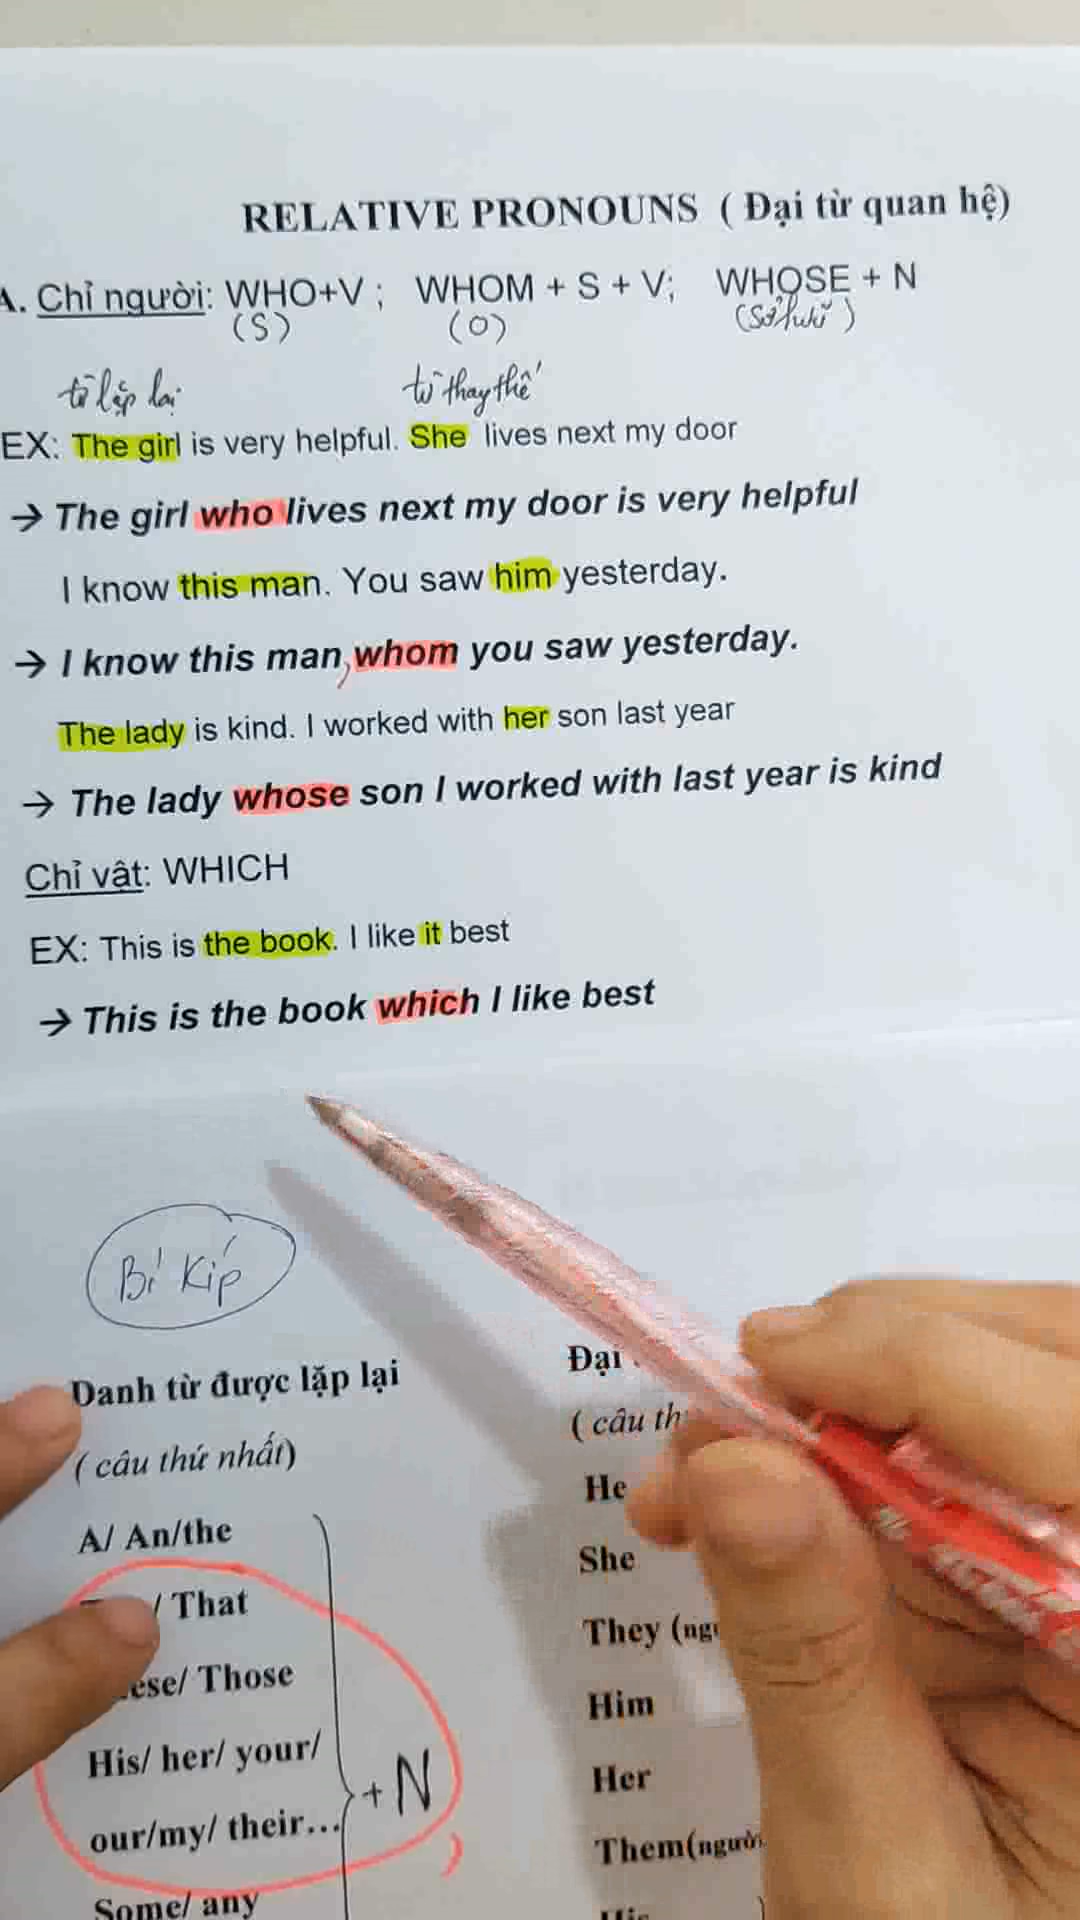 RELATIVE PRONOUNS ( Đại từ quan hệ)
A. Chỉ người: WHO+V ; WHOM + S + V; WHOSE + N
(S) (O) (Sở hữu)
từ lặp lại từ thay thế
EX: The girl is very helpful. She lives next my door
→ The girl who lives next my door is very helpful
I know this man. You saw him yesterday.
→ I know this man, whom you saw yesterday.
The lady is kind. I worked with her son last year
→ The lady whose son I worked with last year is kind
Chỉ vật: WHICH
EX: This is the book. I like it best
→ This is the book which I like best
Bí Kíp
Danh từ được lặp lại Đại
( câu thứ nhất) ( câu th
A/ An/the He
/ That She
ese/ Those They (ng
His/ her/ your/ Him
+ N Her
our/my/ their... Them(người
Some/ any His